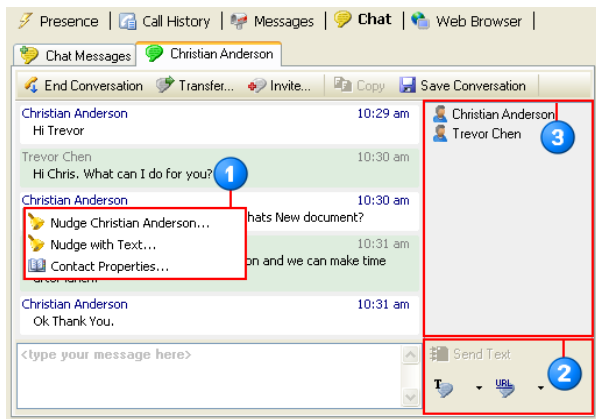 Presence Call History Messages Chat Web Browser
Chat Messages Christian Anderson
End Conversation Transfer... Invite... Copy Save Conversation
Christian Anderson 10:29 am
Hi Trevor
Trevor Chen 10:30 am
Hi Chris. What can I do for you?
1
Christian Anderson 10:30 am
hats New document?
Nudge Christian Anderson...
Nudge with Text...
Contact Properties...
10:31 am
on and we can make time
after lunch.
Christian Anderson 10:31 am
Ok Thank You.
Christian Anderson
Trevor Chen
3
<type your message here>
Send Text
T URL
2